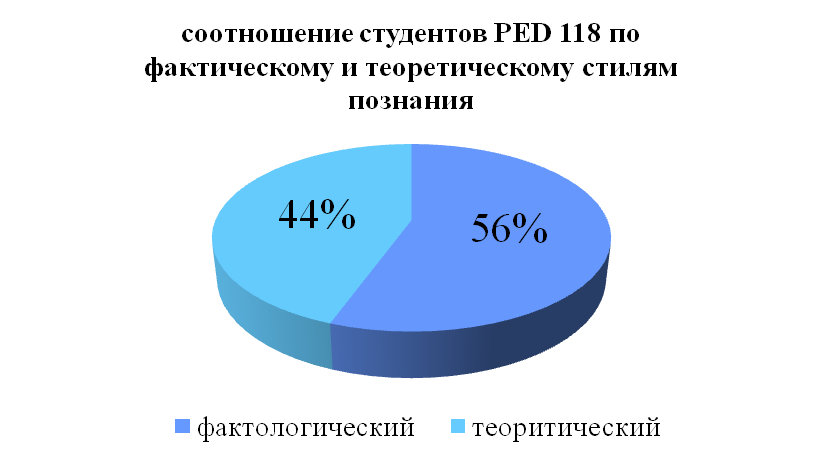 соотношение студентов PED 118 по
фактическому и теоретическому стилям
познания
44%
56%
фактологический
теоритический